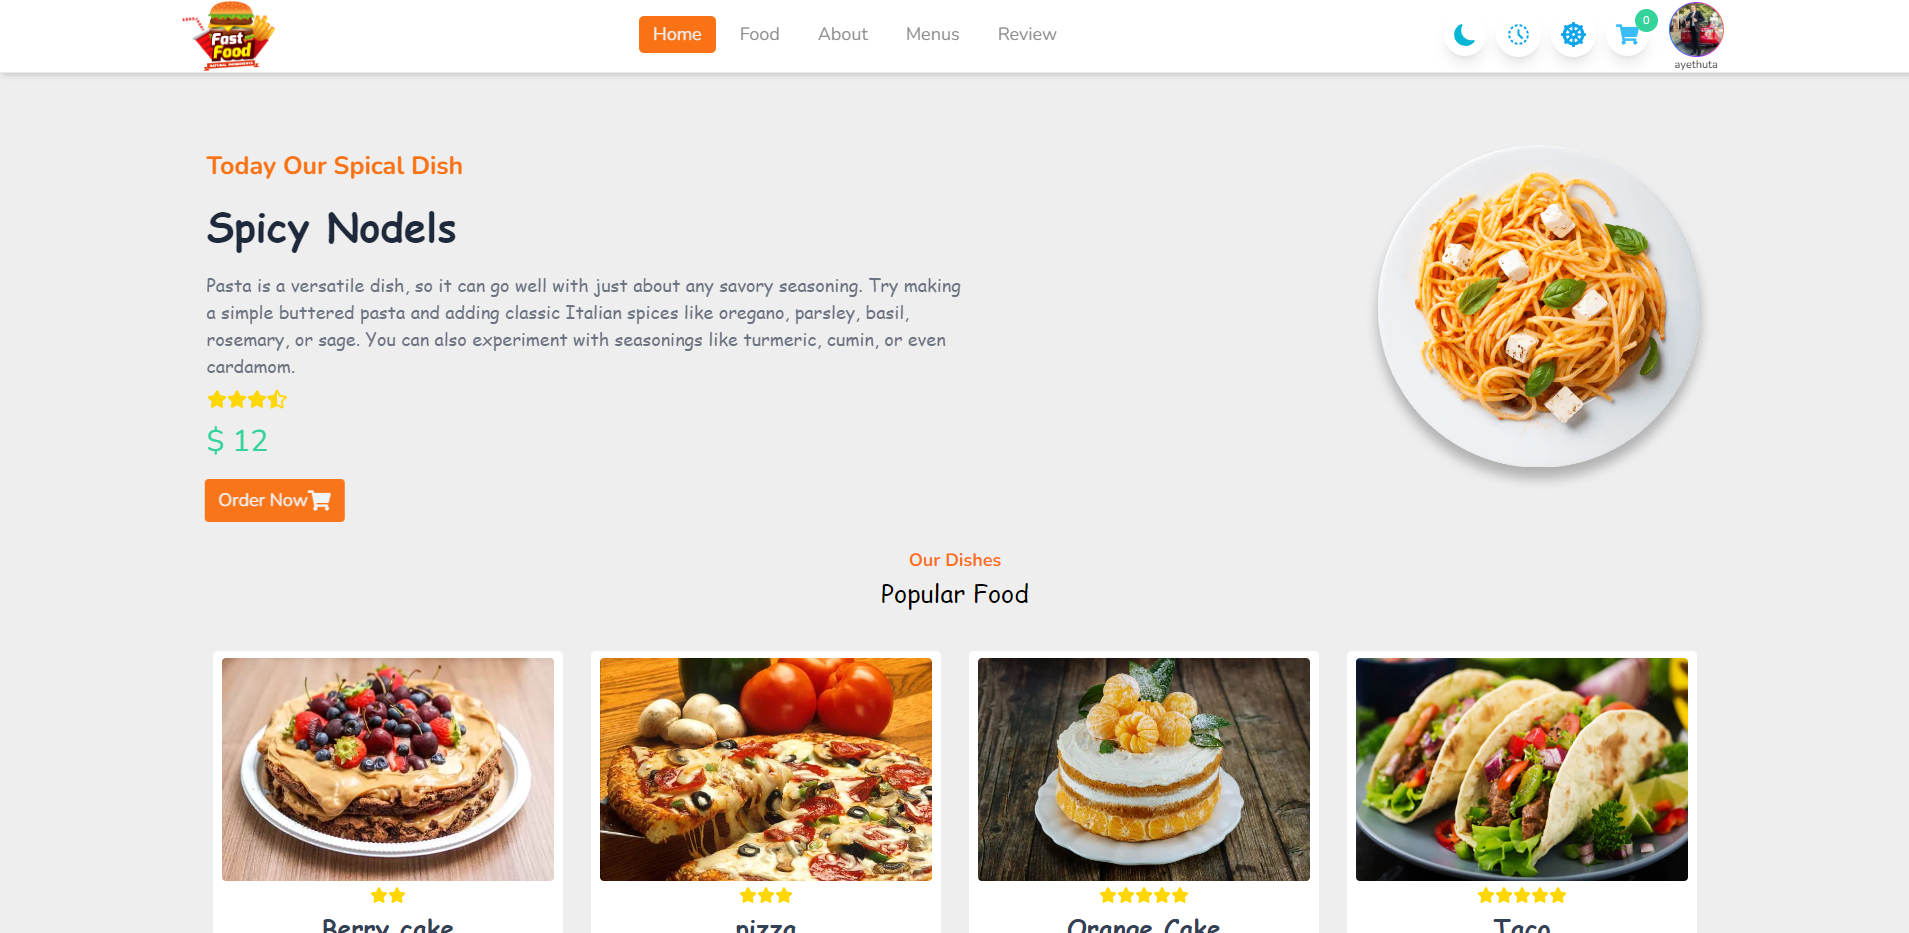 Fast
Food
Home
Food
About
Menus
Review
0
ayethuta
Today Our Spical Dish
Spicy Nodels
Pasta is a versatile dish, so it can go well with just about any savory seasoning. Try making
a simple buttered pasta and adding classic Italian spices like oregano, parsley, basil,
rosemary, or sage. You can also experiment with seasonings like turmeric, cumin, or even
cardamom.
$ 12
Order Now
Our Dishes
Popular Food
Berry cake
pizza
Orange Cake
Taco